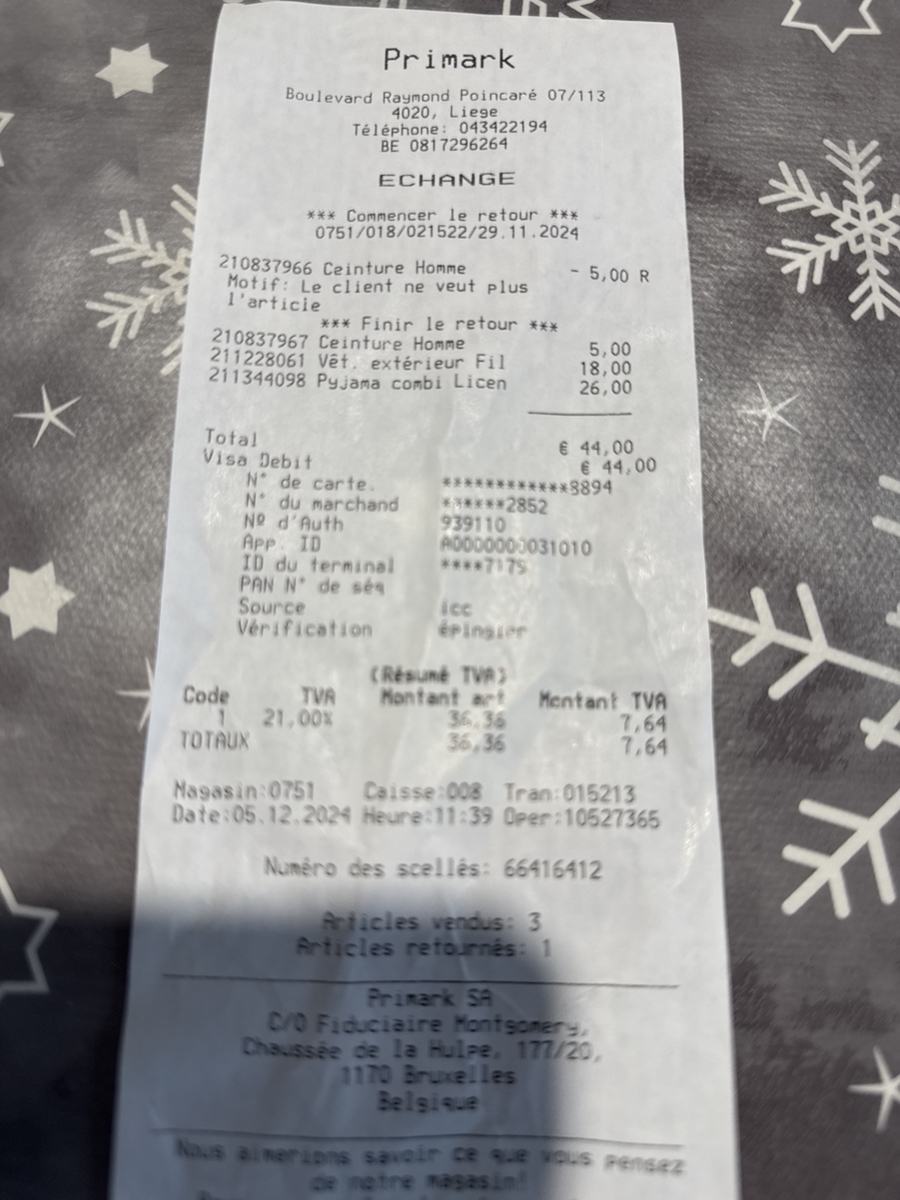 Primark
Boulevard Raymond Poincaré 07/113
4020, Liege
Téléphone: 043422194
BE 0817296264
ECHANGE
*** Commencer le retour ***
0751/018/021522/29.11.2024
210837966 Ceinture Homme - 5,00 R
Motif: Le client ne veut plus
l'article
*** Finir le retour ***
210837967 Ceinture Homme 5,00
211228061 Vêt. extérieur Fil 18,00
211344098 Pyjama combi Licen 26,00
Total € 44,00
Visa Debit € 44,00
N° de carte. ************8894
N° du marchand ******2852
Nº d'Auth 939110
App. ID A0000000031010
ID du terminal
PAN N° de séq
Source icc
Vérification épingler
(Résumé TVA)
Code TVA Montant art Montant TVA
1 21,00% 36,36 7,64
TOTAUX 36,36 7,64
Magasin:0751 Caisse:008 Tran:015213
Date:05.12.2024 Heure:11:39 Oper:10527365
Numéro des scellés: 66416412
Articles vendus: 3
Articles retournés: 1
Primark SA
C/O Fiduciaire Montgomery,
Chaussée de la Hulpe, 177/20,
1170 Bruxelles
Belgique
Nous aimerions savoir ce que vous pensez
de notre magasin!